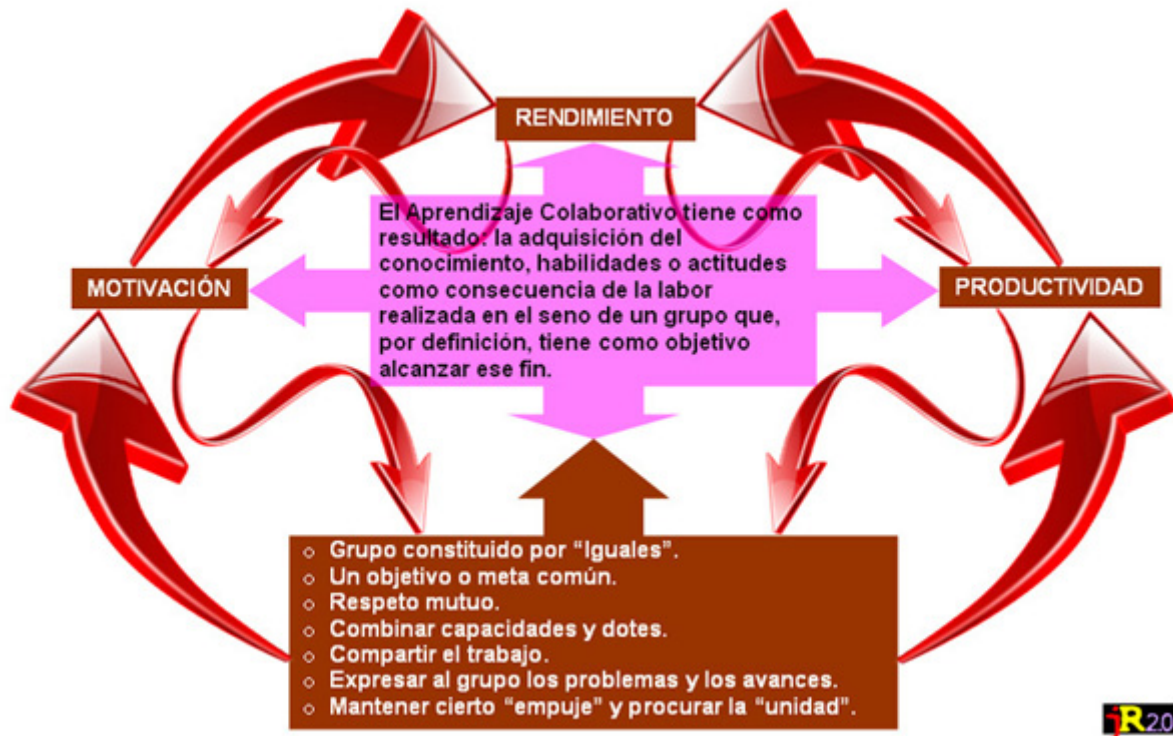 RENDIMIENTO
El Aprendizaje Colaborativo tiene como
resultado: la adquisición del
conocimiento, habilidades o actitudes
como consecuencia de la labor
realizada en el seno de un grupo que,
por definición, tiene como objetivo
alcanzar ese fin.
MOTIVACIÓN
PRODUCTIVIDAD
○ Grupo constituido por “Iguales”.
○ Un objetivo o meta común.
○ Respeto mutuo.
○ Combinar capacidades y dotes.
○ Compartir el trabajo.
○ Expresar al grupo los problemas y los avances.
○ Mantener cierto “empuje” y procurar la “unidad”.
jR 2.0